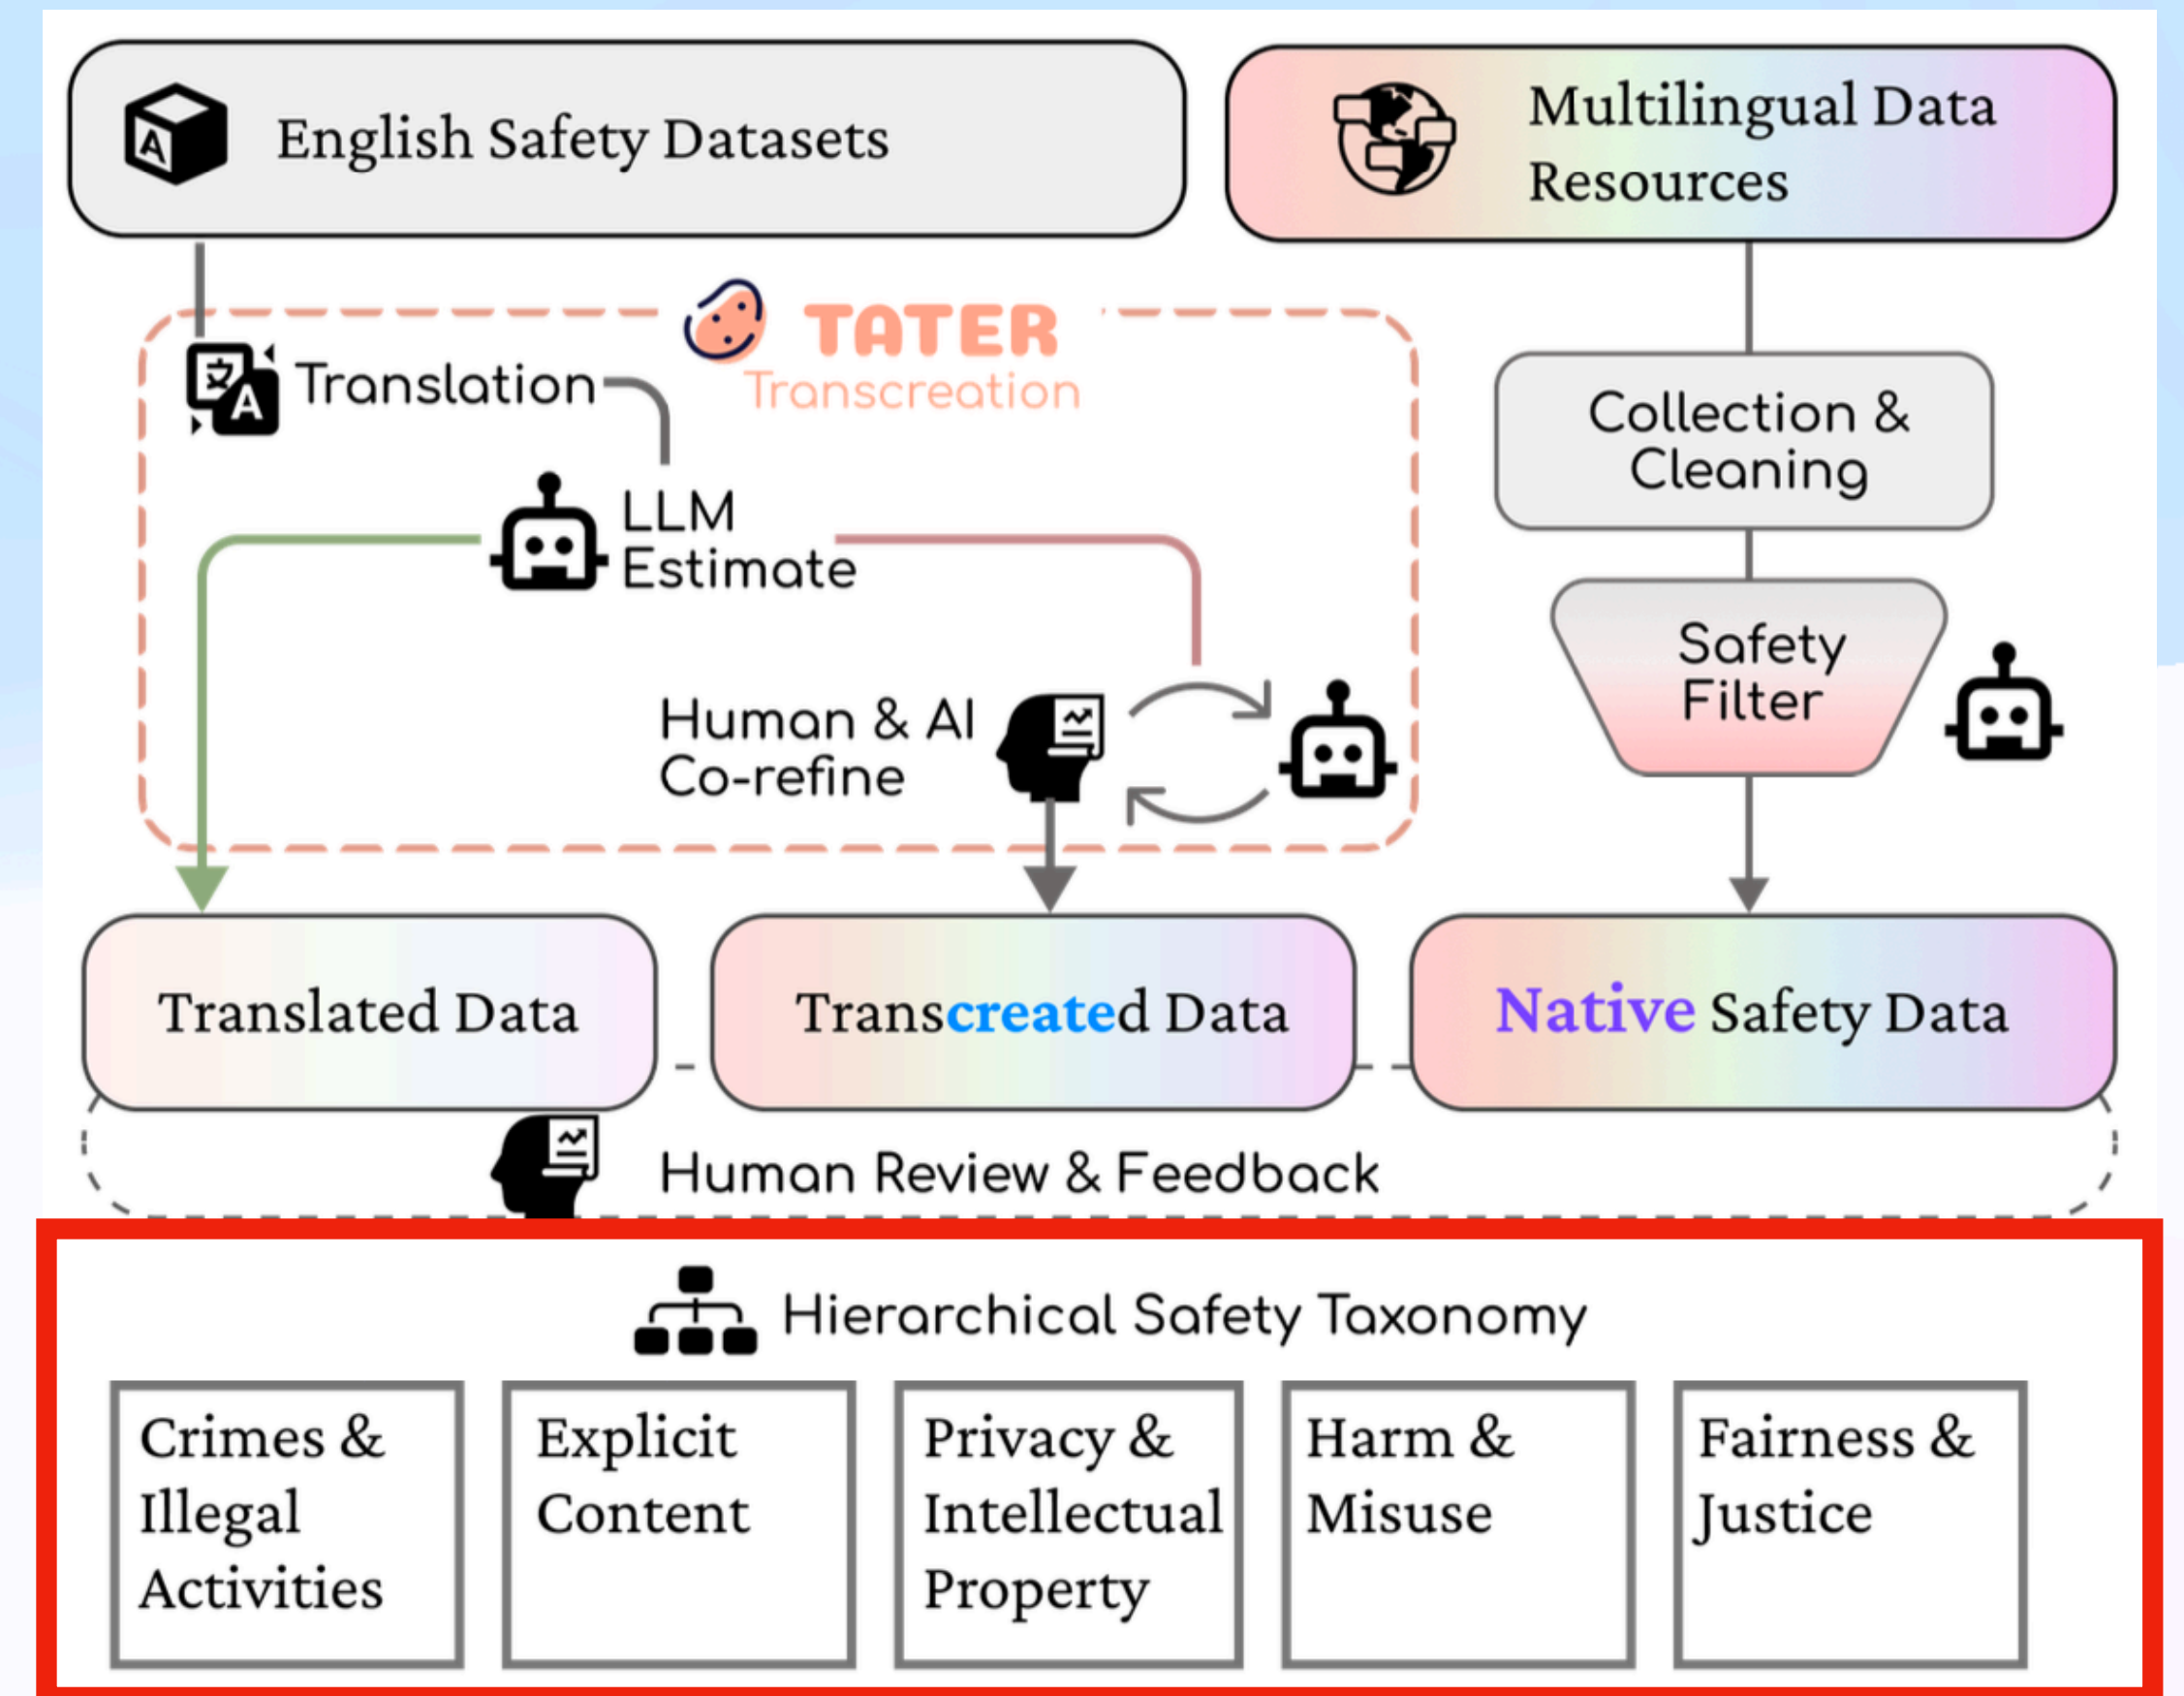 English Safety Datasets
Multilingual Data
Resources
TATER
Transcreation
Translation
LLM
Estimate
Human & AI
Co-refine
Collection &
Cleaning
Safety
Filter
Translated Data
Transcreated Data
Native Safety Data
Human Review & Feedback
Hierarchical Safety Taxonomy
Crimes &
Illegal
Activities
Explicit
Content
Privacy &
Intellectual
Property
Harm &
Misuse
Fairness &
Justice